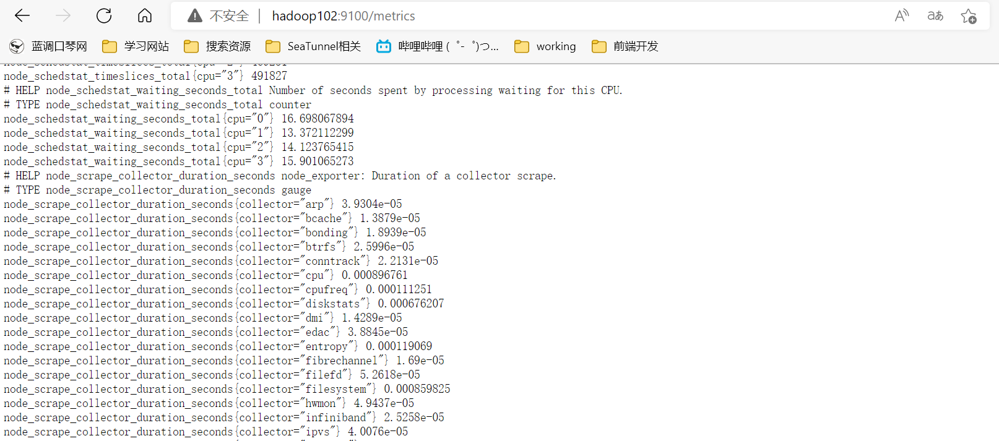 不安全 | hadoop102:9100/metrics
蓝调口琴网 学习网站 搜索资源 SeaTunnel相关 哔哩哔哩 (゜-゜)つ... working 前端开发
node_schedstat_timeslices_total{cpu="3"} 491827
# HELP node_schedstat_waiting_seconds_total Number of seconds spent by processing waiting for this CPU.
# TYPE node_schedstat_waiting_seconds_total counter
node_schedstat_waiting_seconds_total{cpu="0"} 16.698067894
node_schedstat_waiting_seconds_total{cpu="1"} 13.372112299
node_schedstat_waiting_seconds_total{cpu="2"} 14.123765415
node_schedstat_waiting_seconds_total{cpu="3"} 15.901065273
# HELP node_scrape_collector_duration_seconds node_exporter: Duration of a collector scrape.
# TYPE node_scrape_collector_duration_seconds gauge
node_scrape_collector_duration_seconds{collector="arp"} 3.9304e-05
node_scrape_collector_duration_seconds{collector="bcache"} 1.3879e-05
node_scrape_collector_duration_seconds{collector="bonding"} 1.8939e-05
node_scrape_collector_duration_seconds{collector="btrfs"} 2.5996e-05
node_scrape_collector_duration_seconds{collector="conntrack"} 2.2131e-05
node_scrape_collector_duration_seconds{collector="cpu"} 0.000896761
node_scrape_collector_duration_seconds{collector="cpufreq"} 0.000111251
node_scrape_collector_duration_seconds{collector="diskstats"} 0.000676207
node_scrape_collector_duration_seconds{collector="dmi"} 1.4289e-05
node_scrape_collector_duration_seconds{collector="edac"} 3.8845e-05
node_scrape_collector_duration_seconds{collector="entropy"} 0.000119069
node_scrape_collector_duration_seconds{collector="fibrechannel"} 1.69e-05
node_scrape_collector_duration_seconds{collector="filefd"} 5.2618e-05
node_scrape_collector_duration_seconds{collector="filesystem"} 0.000859825
node_scrape_collector_duration_seconds{collector="hwmon"} 4.9437e-05
node_scrape_collector_duration_seconds{collector="infiniband"} 2.5258e-05
node_scrape_collector_duration_seconds{collector="ipvs"} 4.0076e-05